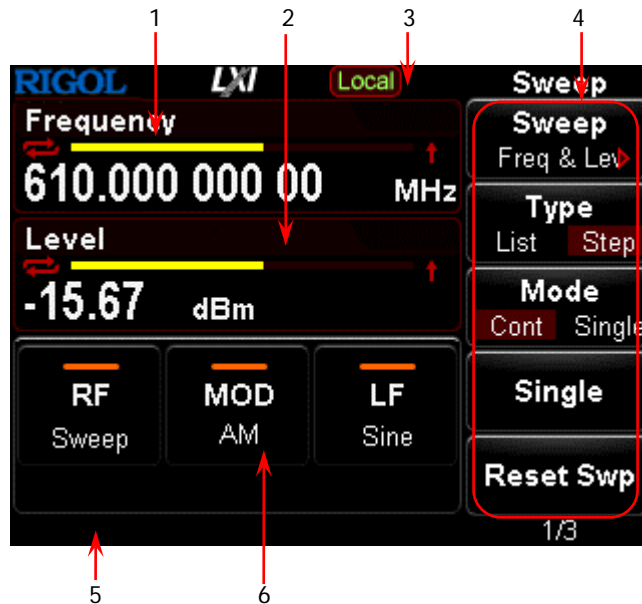 1 2 3 4
RIGOL LXI Local Sweep
Frequency
610.000 000 00 MHz
Level
-15.67 dBm
RF
Sweep
MOD
AM
LF
Sine
Sweep
Freq & Lev
Type
List Step
Mode
Cont Single
Single
Reset Swp
1/3
5 6